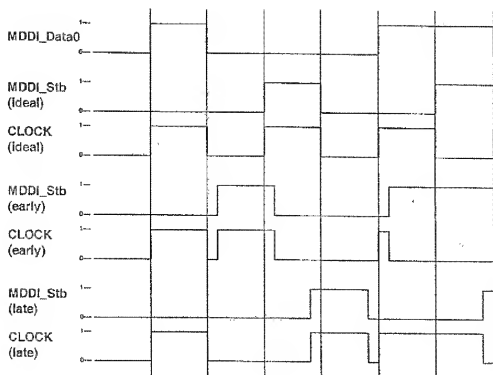 MDDI_Data0
1
0
MDDI_Stb
(ideal)
1
0
CLOCK
(ideal)
1
0
MDDI_Stb
(early)
1
0
CLOCK
(early)
1
0
MDDI_Stb
(late)
1
0
CLOCK
(late)
1
0